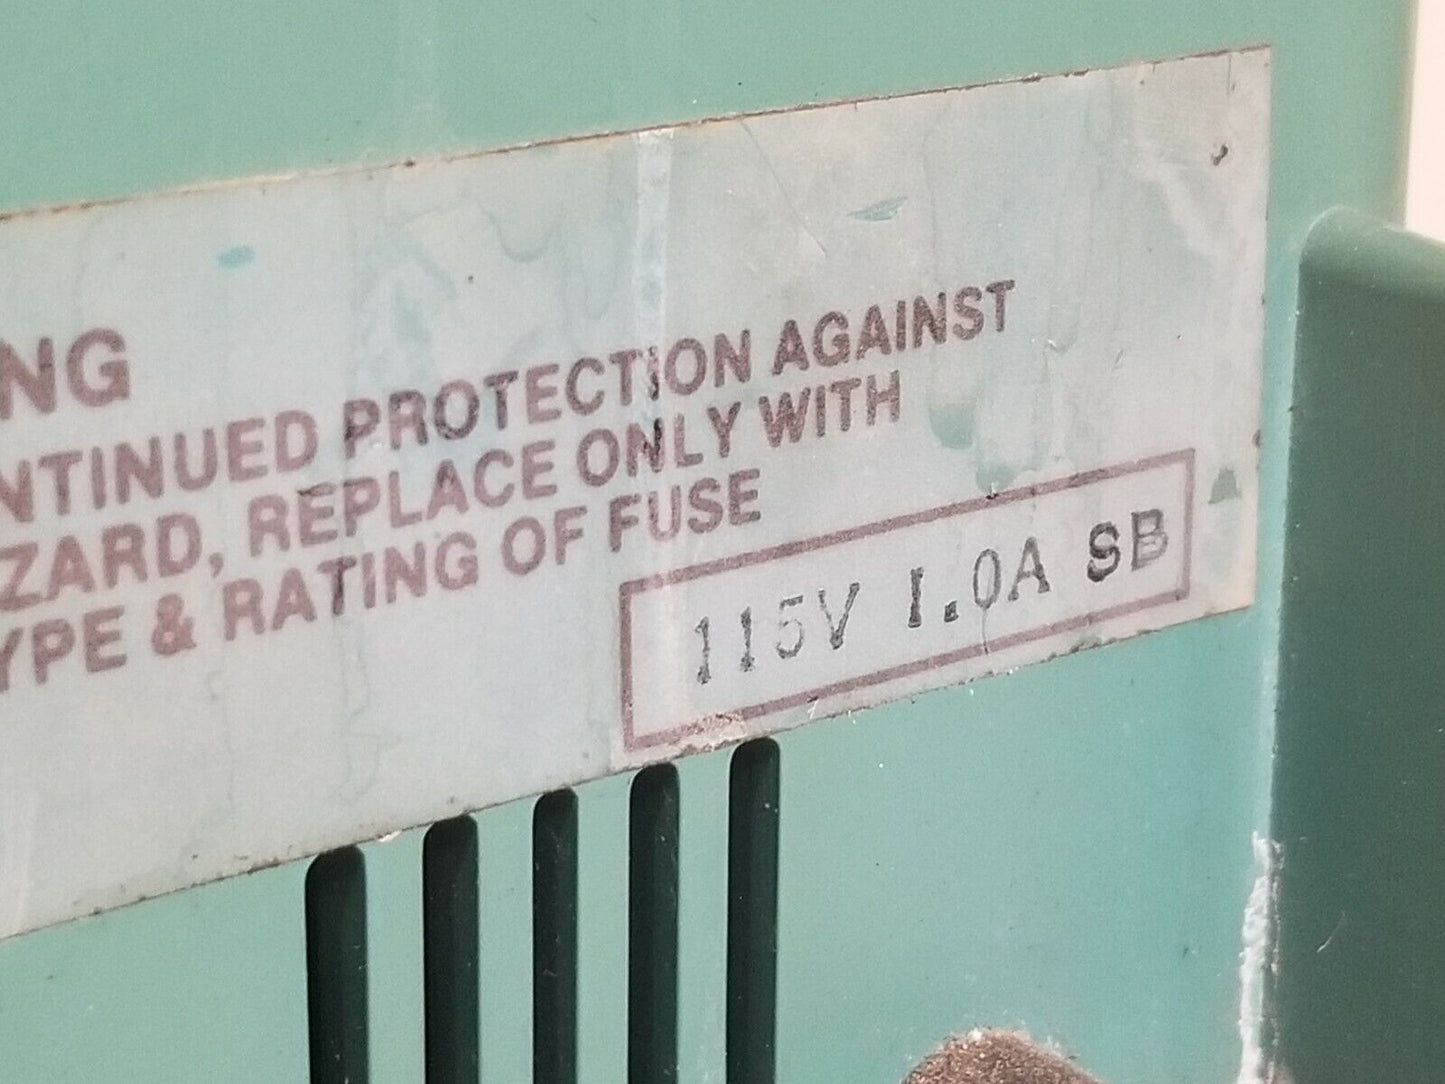 NG
NTINUED PROTECTION AGAINST
ZARD, REPLACE ONLY WITH
YPE & RATING OF FUSE
115V 1.0A SB